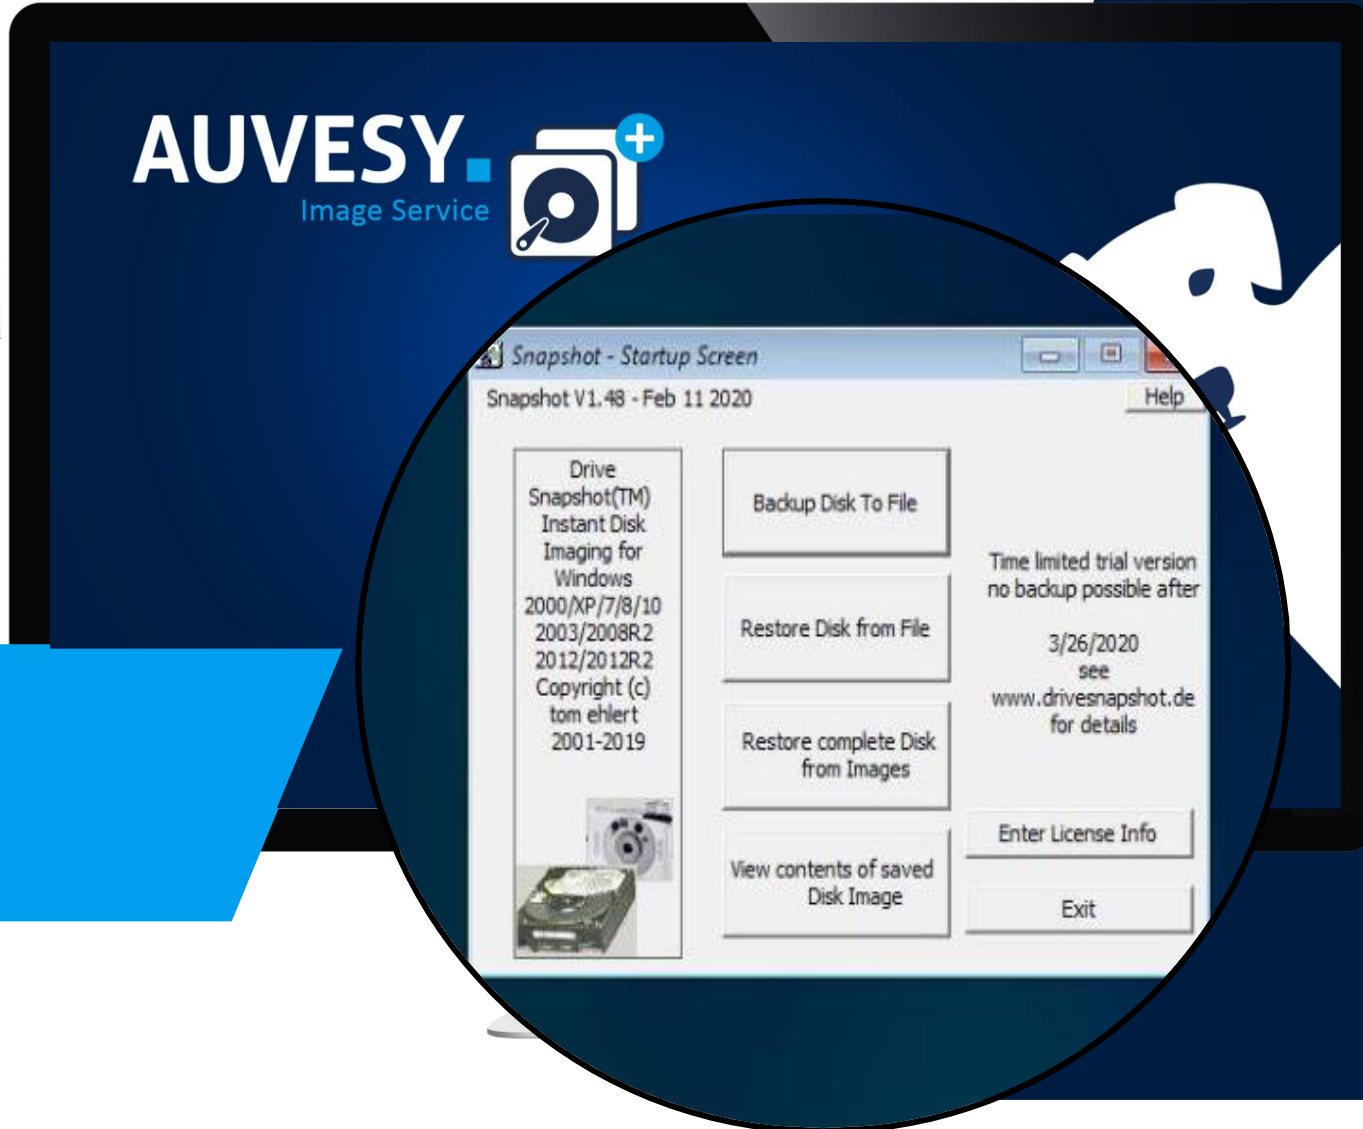 AUVESY
Image Service
Snapshot - Startup Screen
Snapshot V1.48 - Feb 11 2020
Help
Drive
Snapshot(TM)
Instant Disk
Imaging for
Windows
2000/XP/7/8/10
2003/2008R2
2012/2012R2
Copyright (c)
tom ehlert
2001-2019
Backup Disk To File
Restore Disk from File
Restore complete Disk
from Images
View contents of saved
Disk Image
Time limited trial version
no backup possible after
3/26/2020
see
www.drivesnapshot.de
for details
Enter License Info
Exit